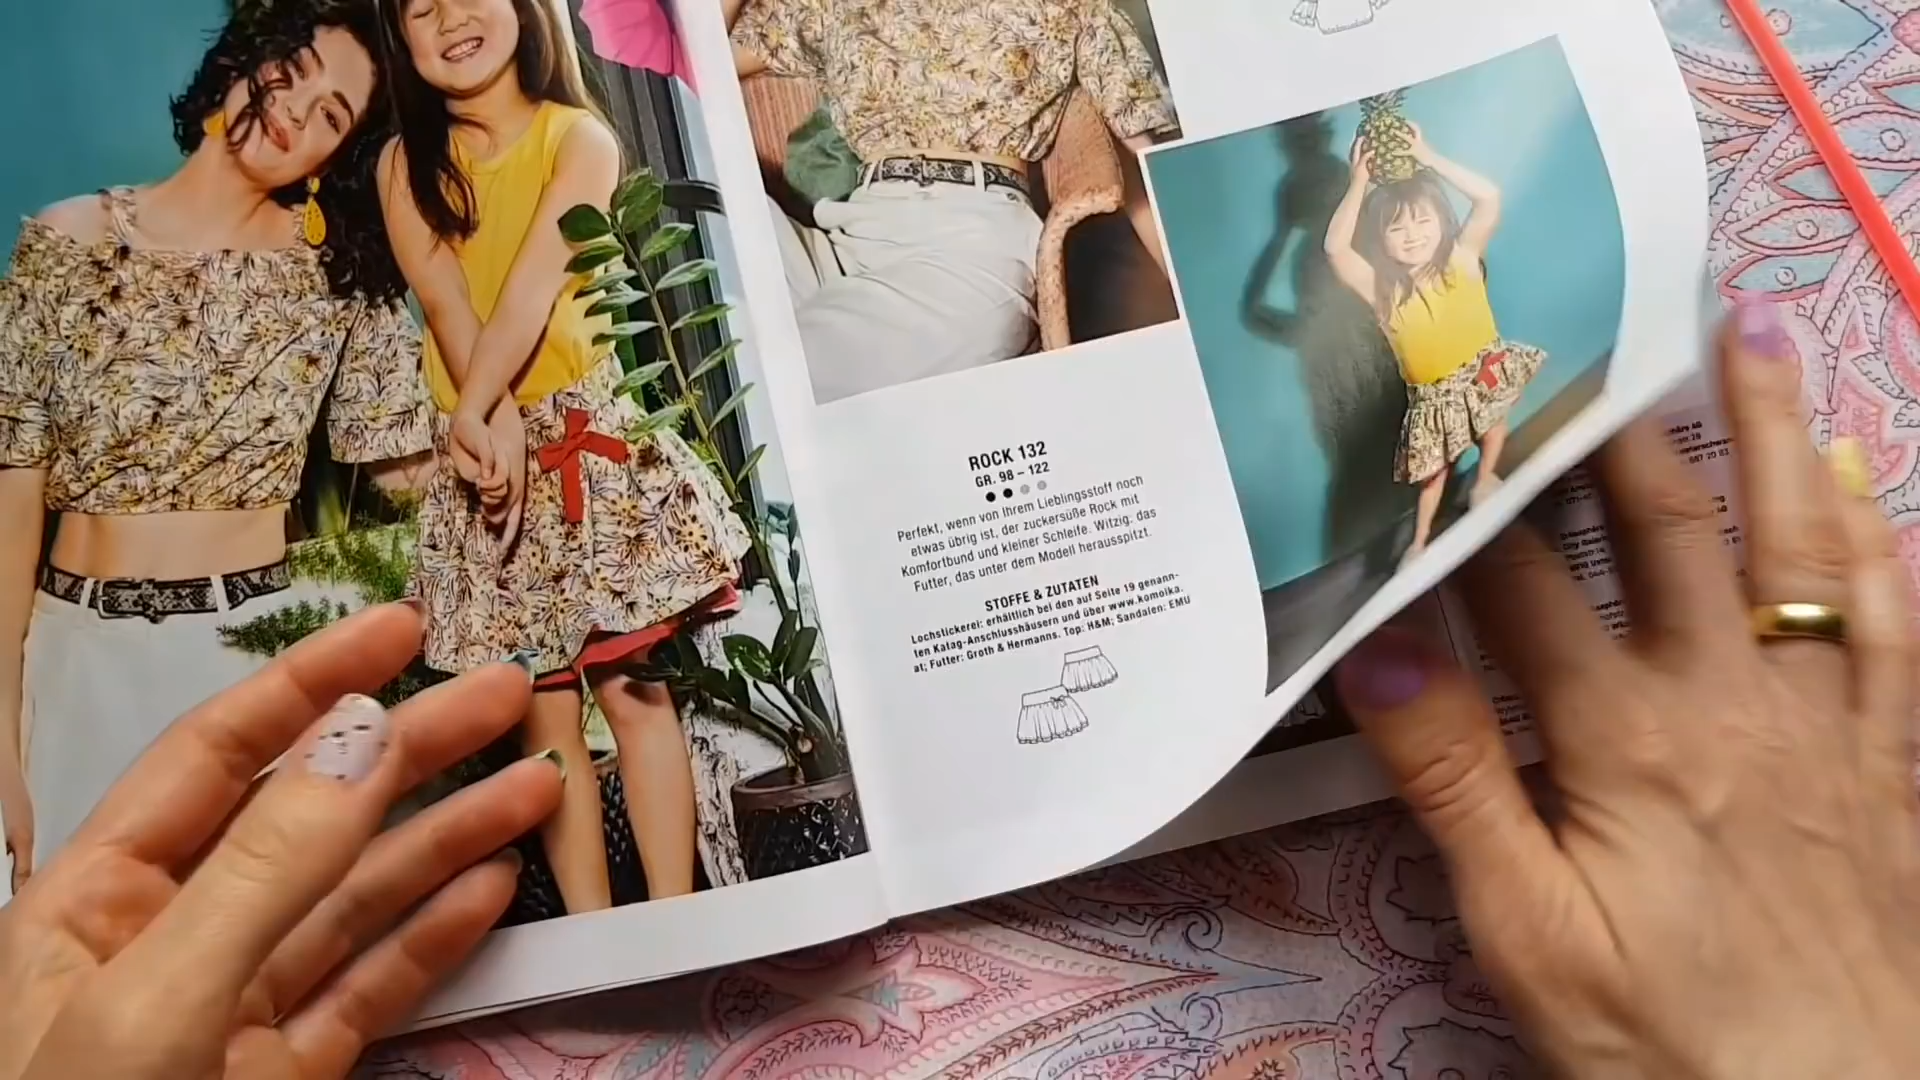 ROCK 132
GR. 98 – 122
Perfekt, wenn von Ihrem Lieblingsstoff noch
etwas übrig ist, der zuckersüße Rock mit
Komfortbund und kleiner Schleife. Witzig: das
Futter, das unter dem Modell herausspitzt.
STOFFE & ZUTATEN
Lochstickerei: erhältlich bei den auf Seite 19 genann-
ten Katag-Anschlusshäusern und über www.komolka.
at; Futter: Groth & Hermanns. Top: H&M; Sandalen: EMU